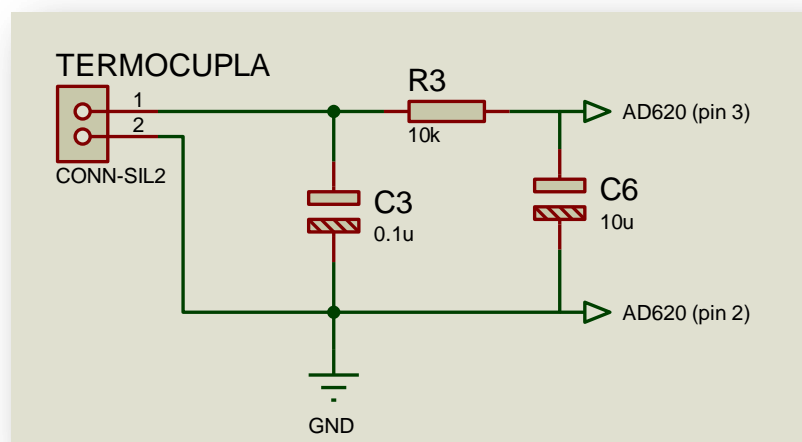 TERMOCUPLA
1
2
CONN-SIL2
R3
10k
AD620 (pin 3)
C3
0.1u
C6
10u
AD620 (pin 2)
GND